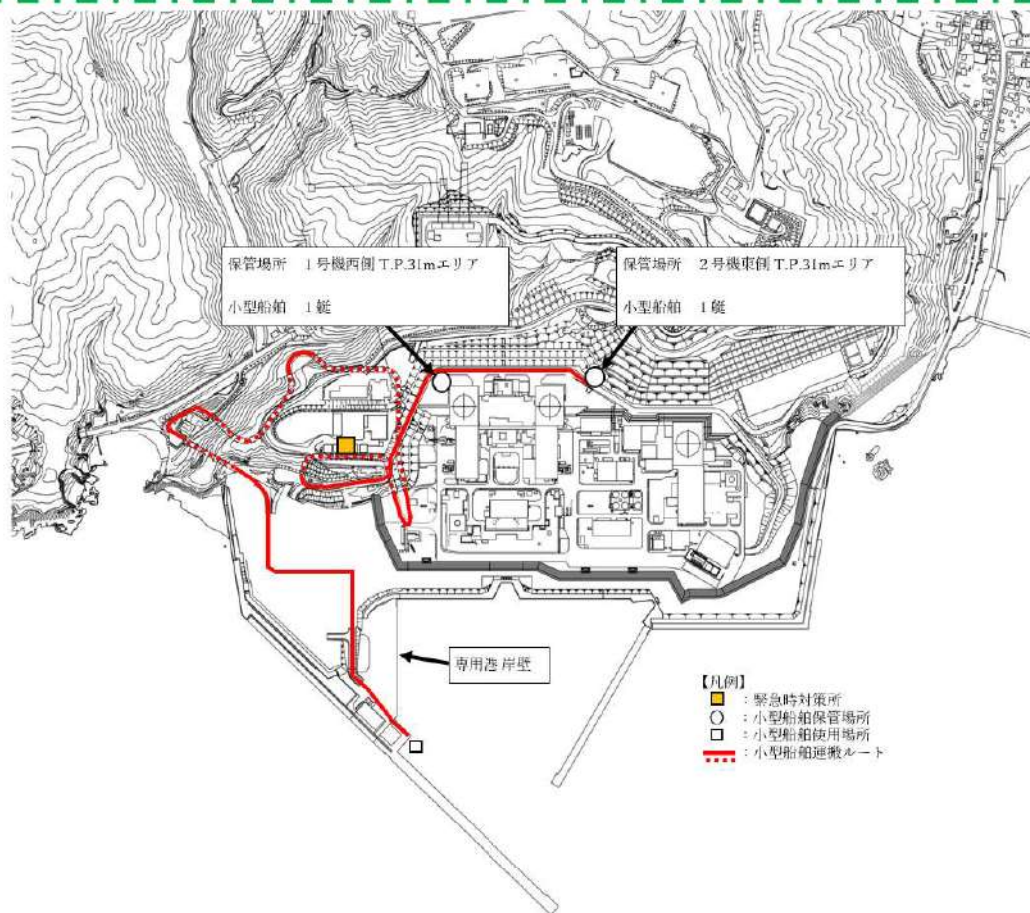 保管場所　1号機西側 T.P.31mエリア
小型船舶　1艇
保管場所　2号機東側 T.P.31mエリア
小型船舶　1艇
専用港岸壁
【凡例】
：緊急時対策所
：小型船舶保管場所
：小型船舶使用場所
：小型船舶運搬ルート